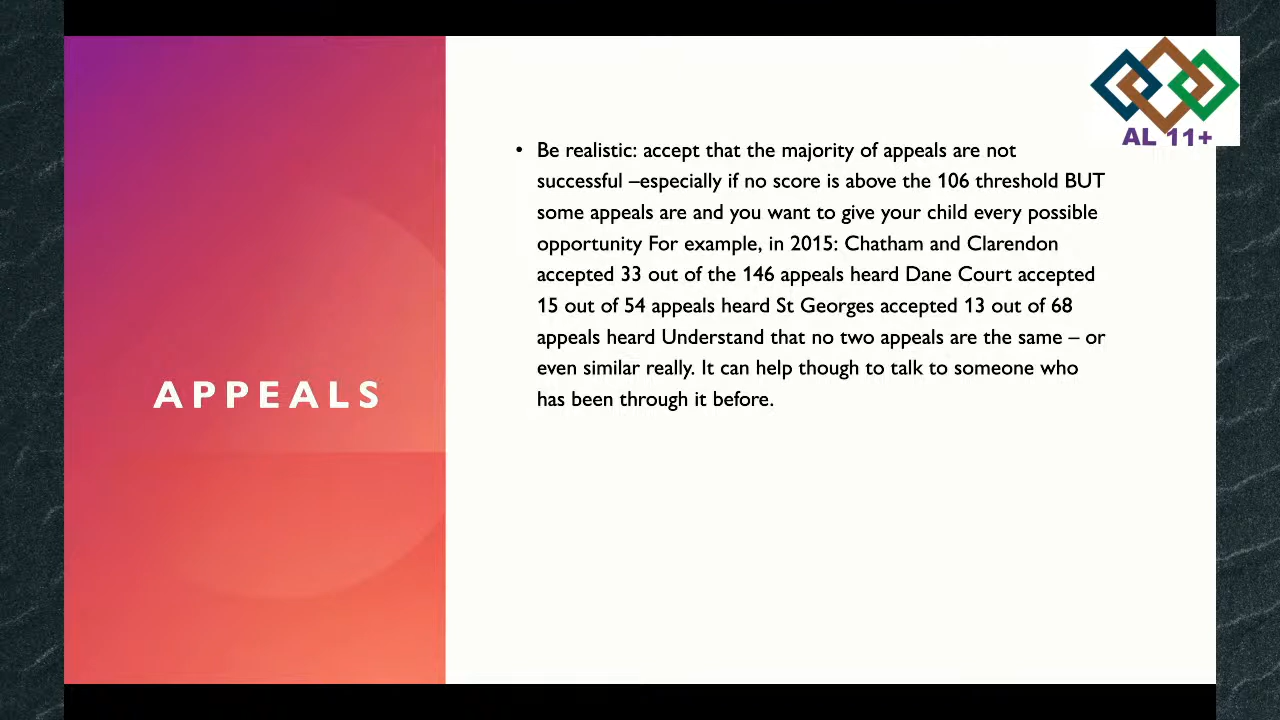 AL 11+
• Be realistic: accept that the majority of appeals are not
successful –especially if no score is above the 106 threshold BUT
some appeals are and you want to give your child every possible
opportunity For example, in 2015: Chatham and Clarendon
accepted 33 out of the 146 appeals heard Dane Court accepted
15 out of 54 appeals heard St Georges accepted 13 out of 68
appeals heard Understand that no two appeals are the same – or
even similar really. It can help though to talk to someone who
has been through it before.
APPEALS